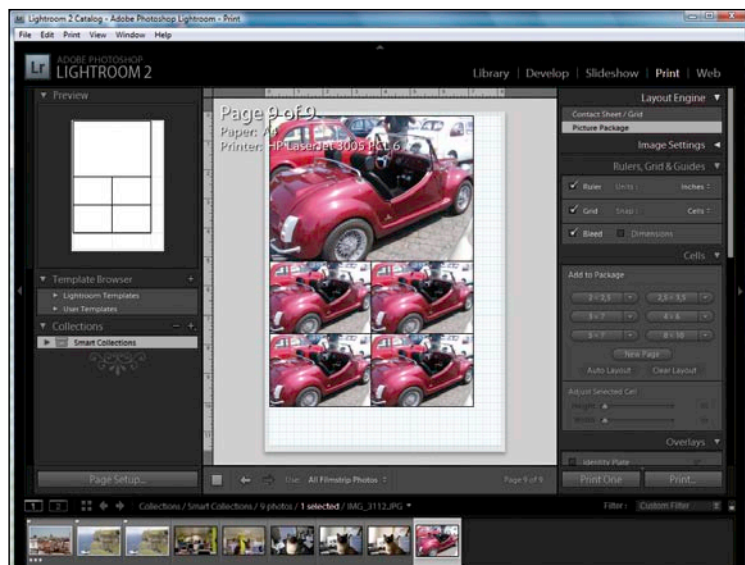 Lightroom 2 Catalog - Adobe Photoshop Lightroom - Print
File Edit Print View Window Help
Lr ADOBE PHOTOSHOP
LIGHTROOM 2
Library | Develop | Slideshow | Print | Web
Preview
Template Browser +
Lightroom Templates
User Templates
Collections − +
Smart Collections
Page Setup...
Page 9 of 9
Paper: A4
Printer: HP LaserJet 3005 PCL 6
Use: All Filmstrip Photos
Page 9 of 9
Layout Engine
Contact Sheet / Grid
Picture Package
Image Settings
Rulers, Grid & Guides
Ruler Units: Inches
Grid Snap: Cells
Bleed Dimensions
Cells
Add to Package
2 × 2,5 2,5 × 3,5
5 × 7 8 × 10
New Page
Auto Layout Clear Layout
Adjust Selected Cell
Overlays
Identity Plate
Print One Print...
1 2 Collections / Smart Collections / 9 photos / 1 selected / IMG_3112.JPG
Filter: Custom Filter